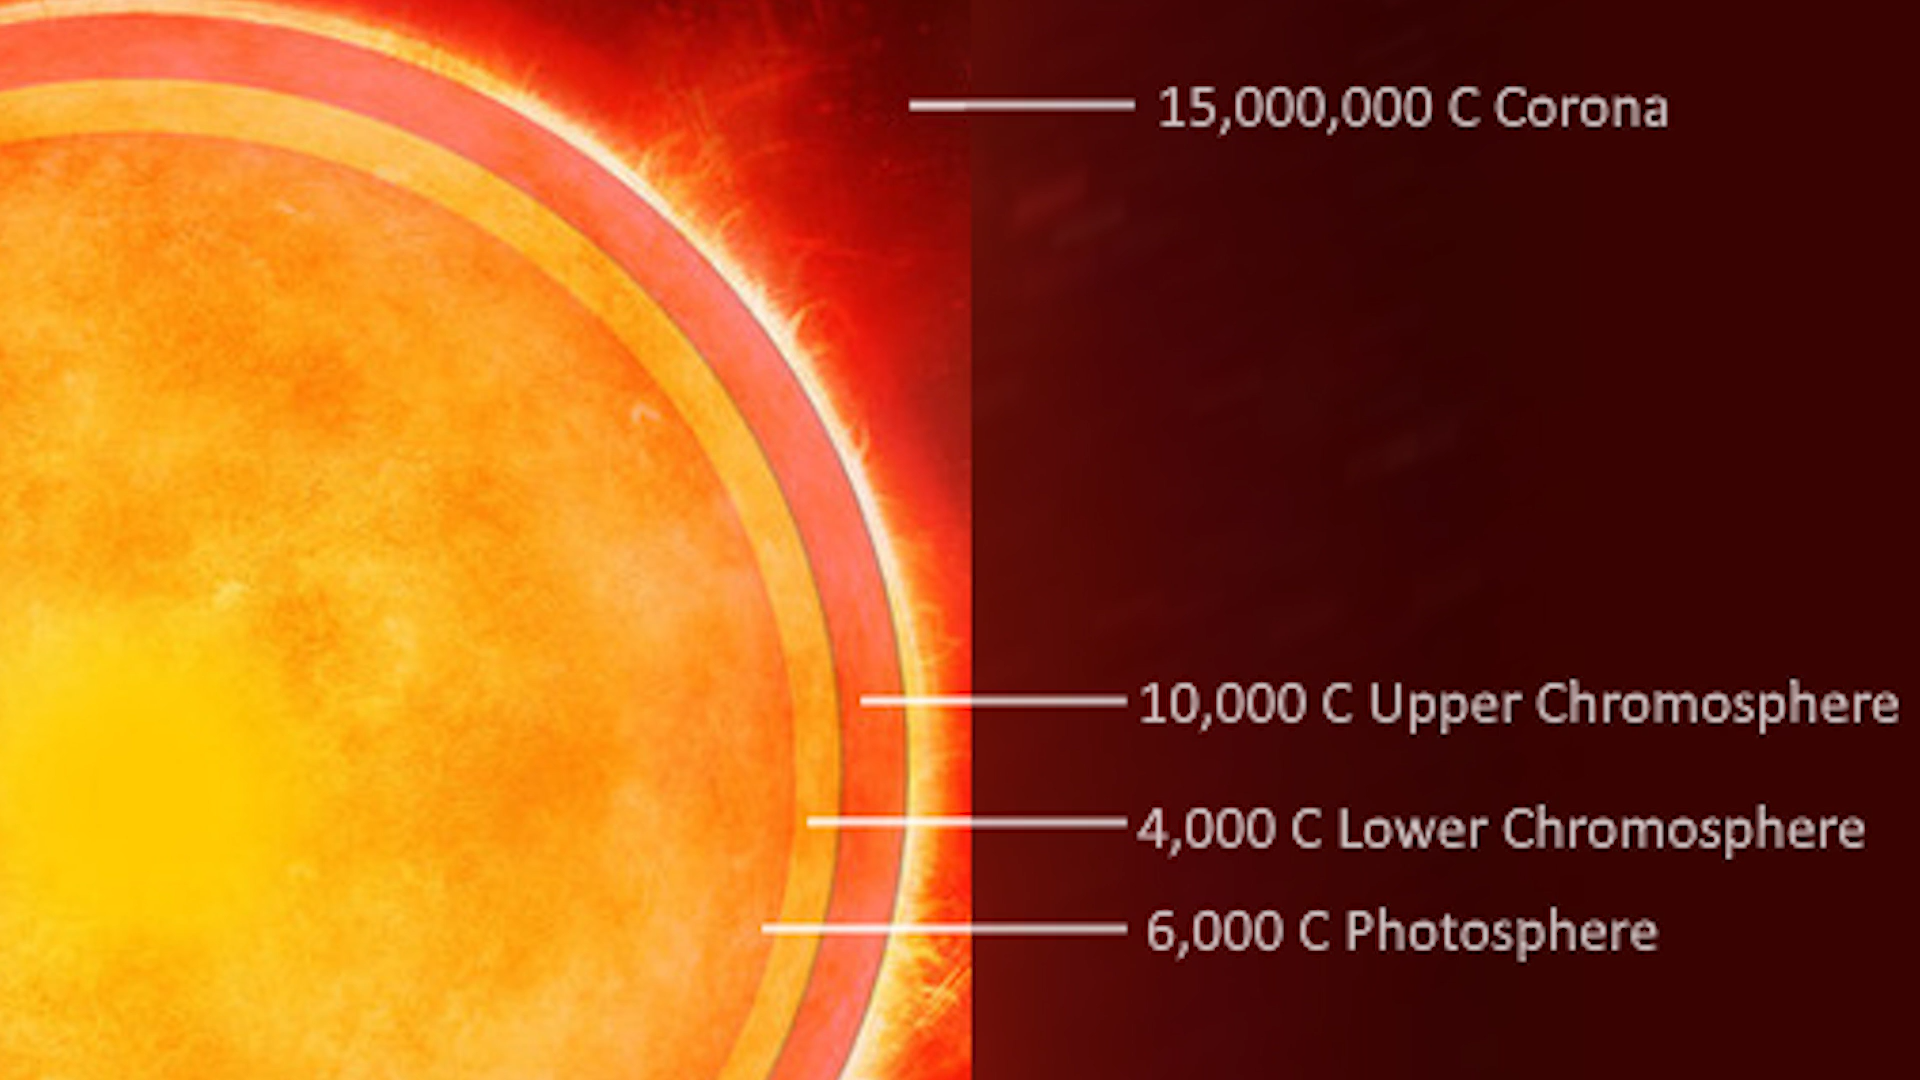 15,000,000 C Corona
10,000 C Upper Chromosphere
4,000 C Lower Chromosphere
6,000 C Photosphere